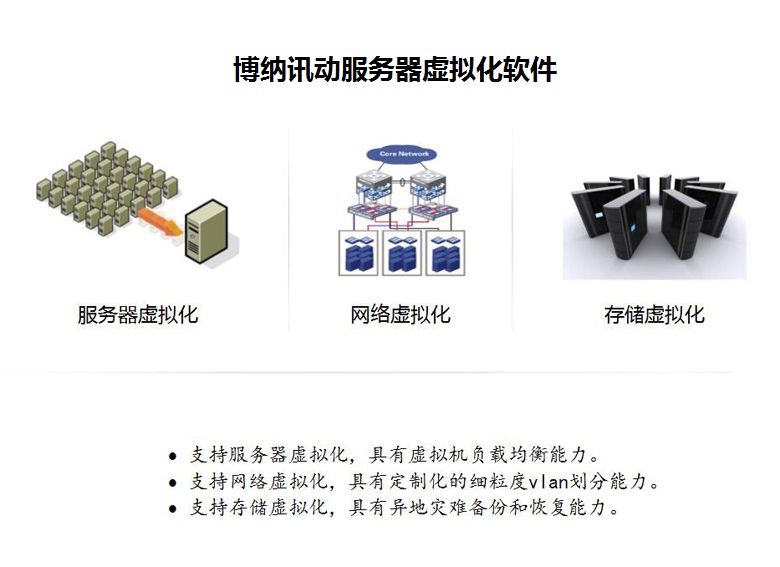 博纳讯动服务器虚拟化软件
Core Network
服务器虚拟化
网络虚拟化
存储虚拟化
• 支持服务器虚拟化，具有虚拟机负载均衡能力。
• 支持网络虚拟化，具有定制化的细粒度vlan划分能力。
• 支持存储虚拟化，具有异地灾难备份和恢复能力。